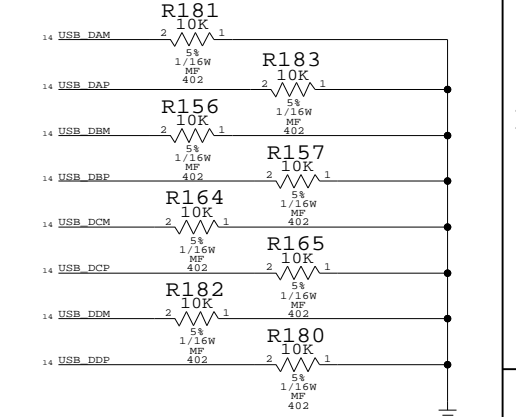 R181
10K
14 USB_DAM 2 1
5%
1/16W
MF
402
R183
10K
14 USB_DAP 2 1
5%
1/16W
MF
402
R156
10K
14 USB_DBM 2 1
5%
1/16W
MF
402
R157
10K
14 USB_DBP 2 1
5%
1/16W
MF
402
R164
10K
14 USB_DCM 2 1
5%
1/16W
MF
402
R165
10K
14 USB_DCP 2 1
5%
1/16W
MF
402
R182
10K
14 USB_DDM 2 1
5%
1/16W
MF
402
R180
10K
14 USB_DDP 2 1
5%
1/16W
MF
402